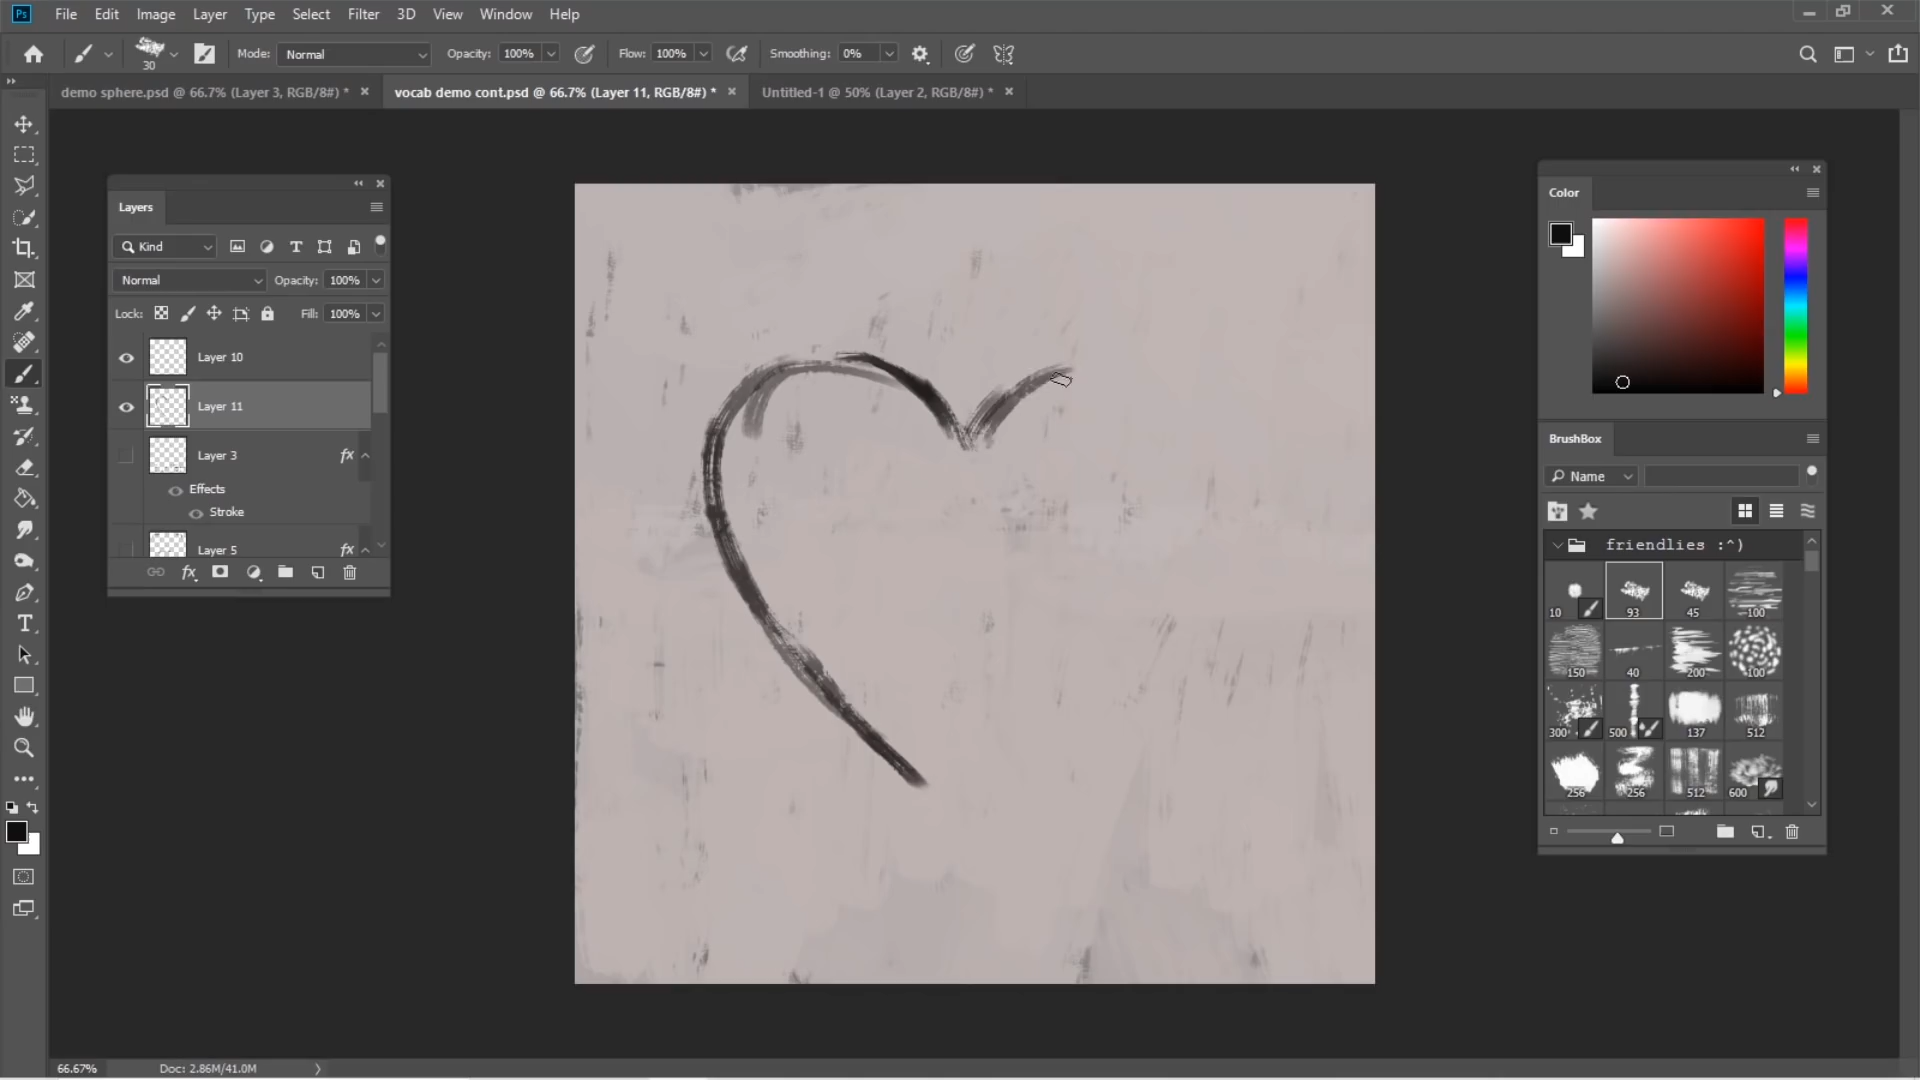 Ps File Edit Image Layer Type Select Filter 3D View Window Help
30 Mode: Normal Opacity: 100% Flow: 100% Smoothing: 0%
demo sphere.psd @ 66.7% (Layer 3, RGB/8#) * vocab demo cont.psd @ 66.7% (Layer 11, RGB/8#) * Untitled-1 @ 50% (Layer 2, RGB/8#) *
Layers
Kind
Normal Opacity: 100%
Lock: Fill: 100%
Layer 10
Layer 11
Layer 3 fx
Effects
Stroke
Layer 5 fx
fx
Color
BrushBox
Name
friendlies :^)
10 93 45 100
150 40 200 100
300 500 137 512
256 256 512 600
66.67% Doc: 2.86M/41.0M